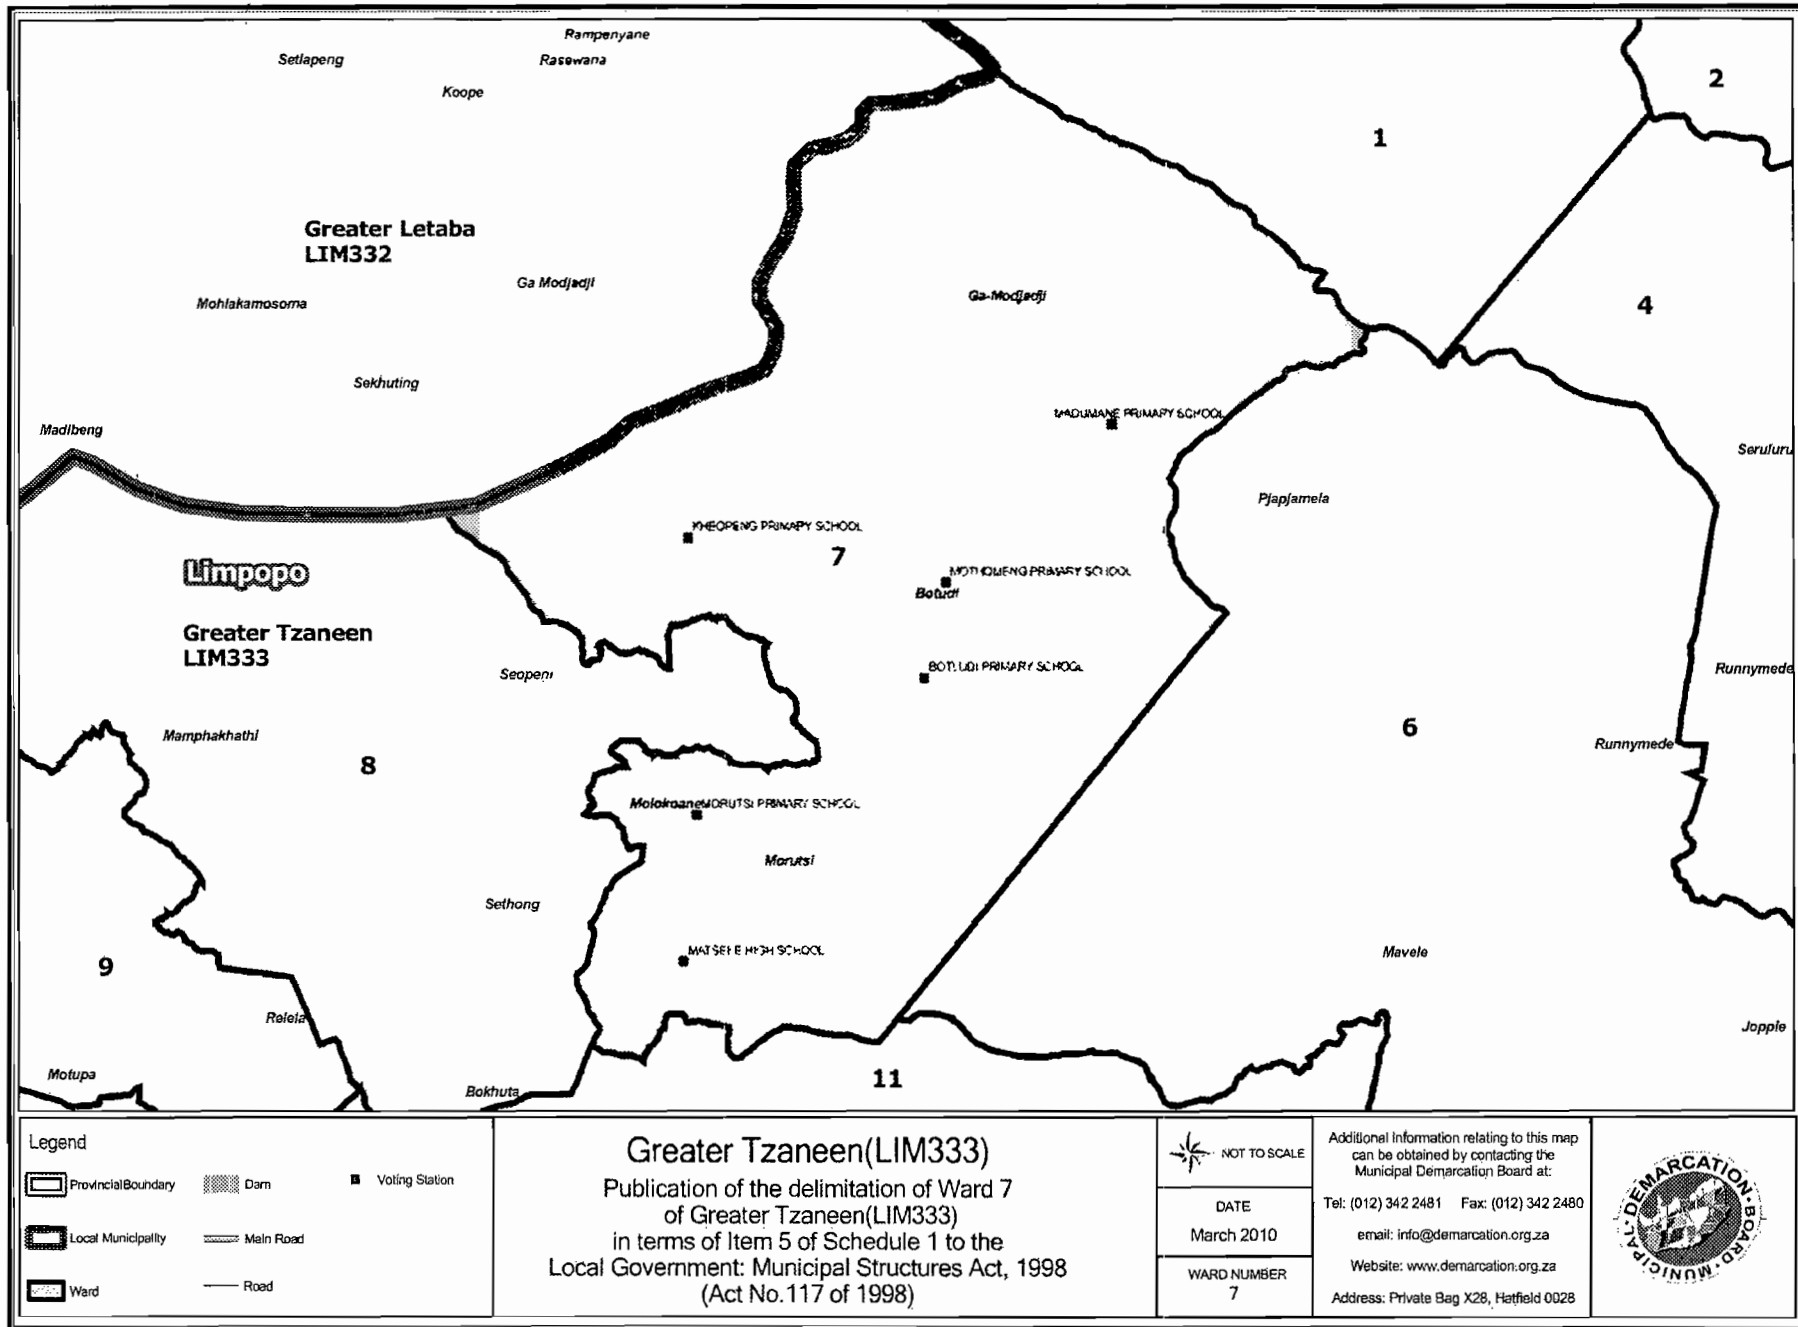 Rampenyane
Setlapeng
Rasewana
Koope
2
1
Greater Letaba
LIM332
Ga Modjadji
Ga-Modjadji
Mohlakamosoma
4
Sekhuting
MADUMANE PRIMARY SCHOOL
Madibeng
Seruluru
Pjapjamela
KHEOPENG PRIMARY SCHOOL
7
Limpopo
PRIMARY SCHOOL
Botudi
Greater Tzaneen
LIM333
PRIMARY SCHOOL
Seopeni
Runnymede
Mamphakhathi
6
Runnymede
8
Molokoane
MORUTSI PRIMARY SCHOOL
Morutsi
Sethong
HIGH SCHOOL
Mavele
9
Relela
Joppie
Motupa
11
Bokhuta
Legend
Provincial Boundary
Dam
Voting Station
Local Municipality
Main Road
Ward
Road
Greater Tzaneen(LIM333)
Publication of the delimitation of Ward 7
of Greater Tzaneen(LIM333)
in terms of Item 5 of Schedule 1 to the
Local Government: Municipal Structures Act, 1998
(Act No.117 of 1998)
NOT TO SCALE
DATE
March 2010
WARD NUMBER
7
Additional Information relating to this map
can be obtained by contacting the
Municipal Demarcation Board at:
Tel: (012) 342 2481 Fax: (012) 342 2480
email: info@demarcation.org.za
Website: www.demarcation.org.za
Address: Private Bag X28, Hatfield 0028
MUNICIPAL · DEMARCATION · BOARD